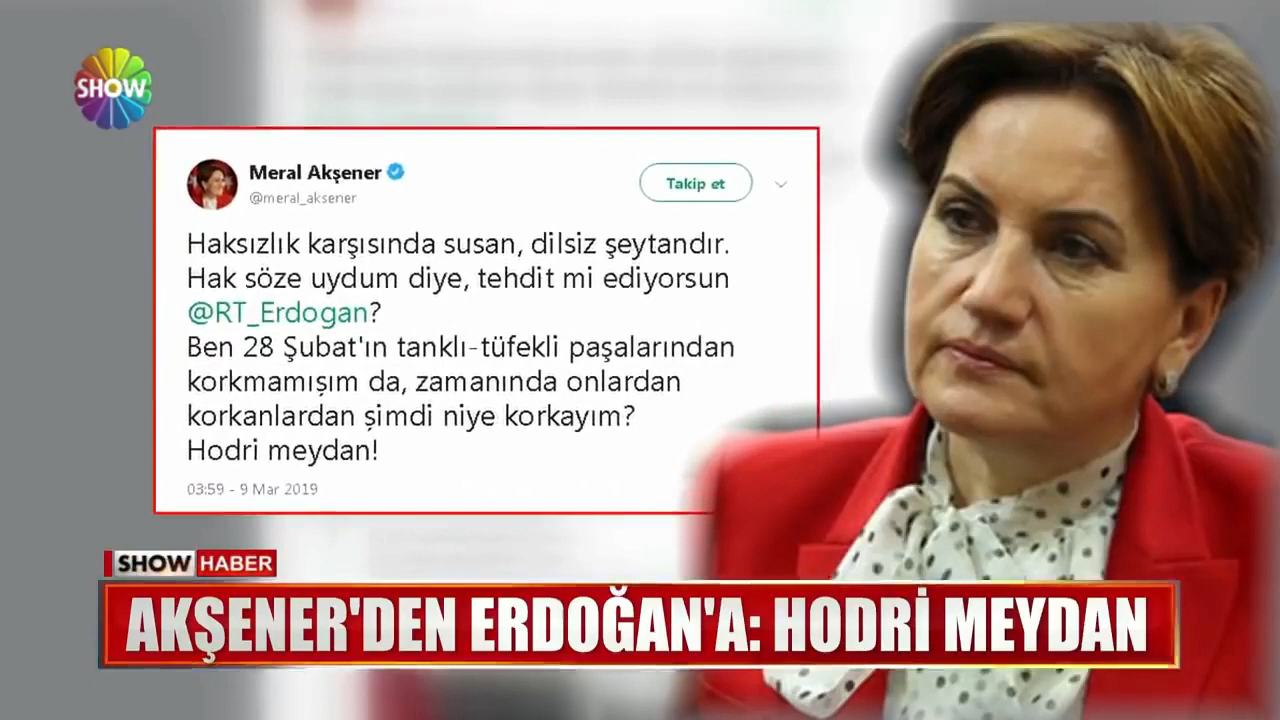 SHOW
Meral Akşener
@meral_aksener
Takip et
Haksızlık karşısında susan, dilsiz şeytandır.
Hak söze uydum diye, tehdit mi ediyorsun
@RT_Erdogan?
Ben 28 Şubat'ın tanklı-tüfekli paşalarından
korkmamışım da, zamanında onlardan
korkanlardan şimdi niye korkayım?
Hodri meydan!
03:59 - 9 Mar 2019
SHOW HABER
AKŞENER'DEN ERDOĞAN'A: HODRİ MEYDAN